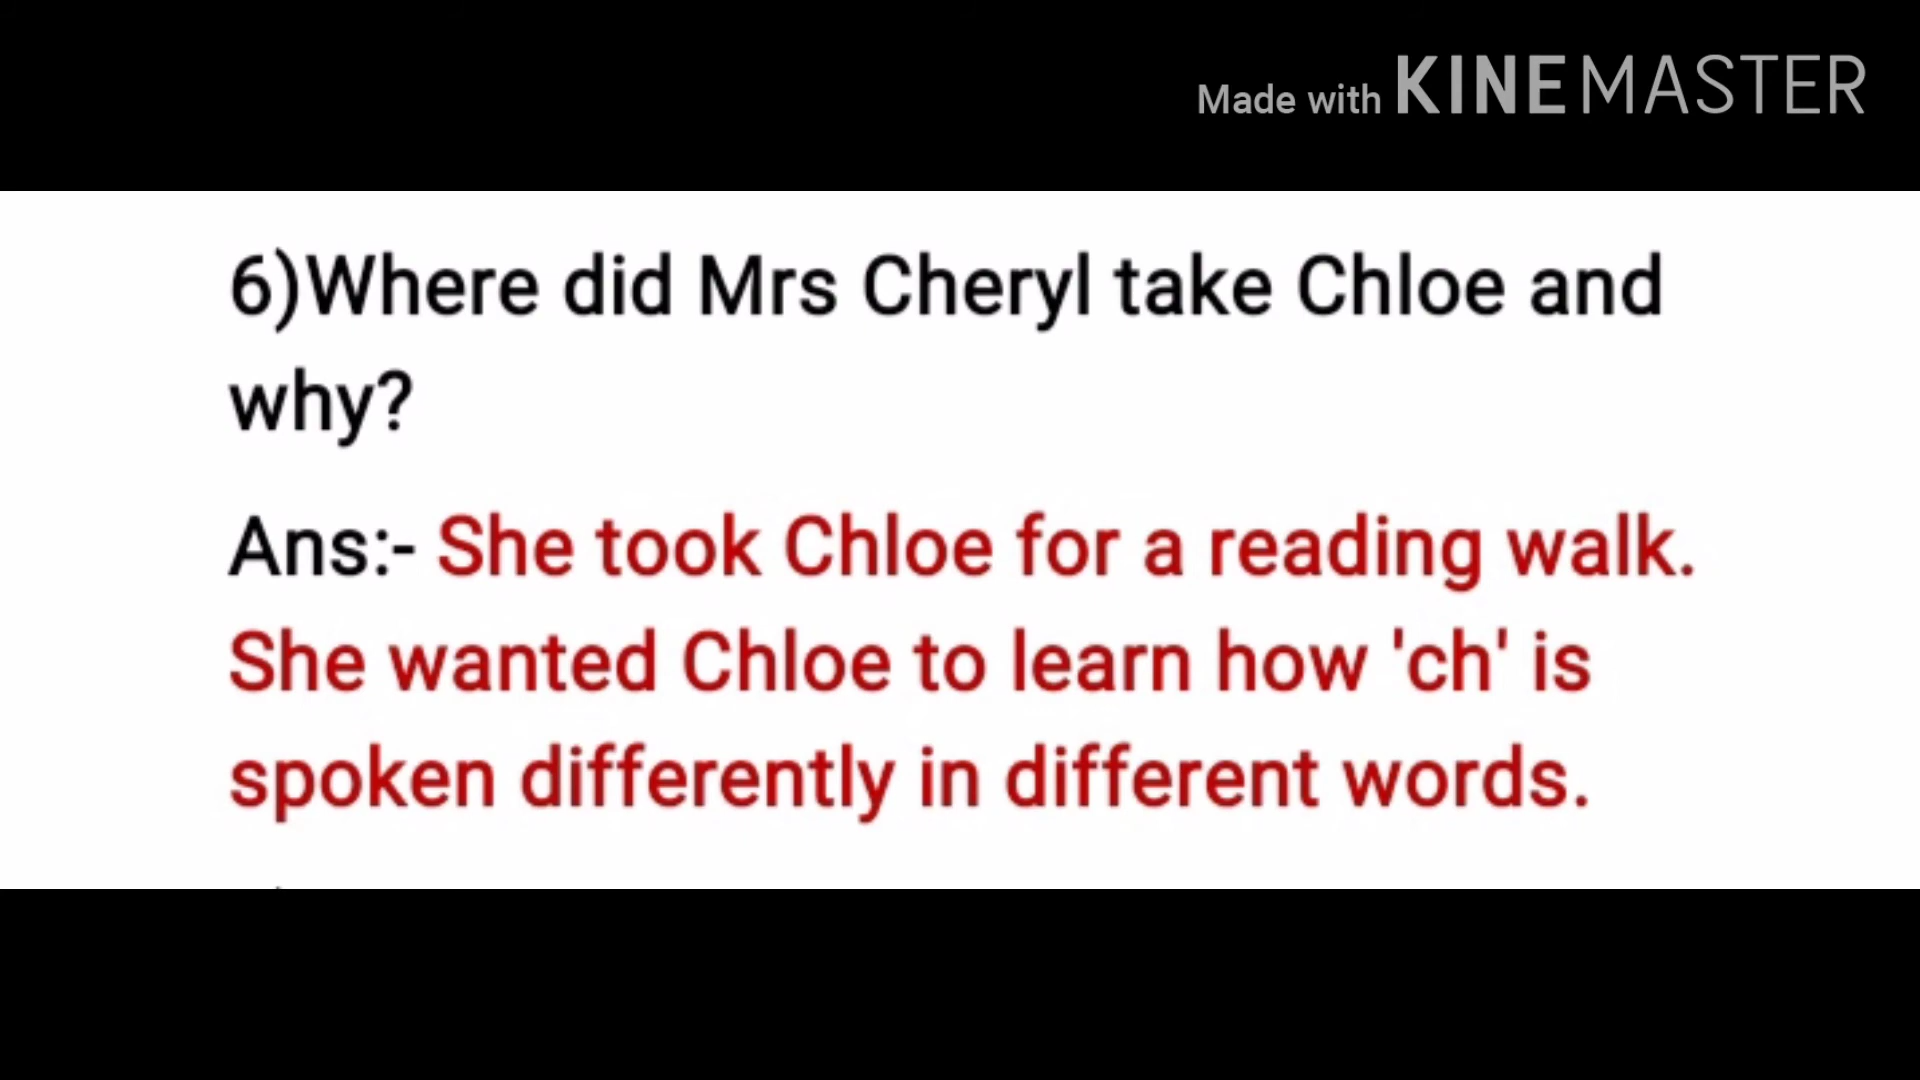 Made with KINEMASTER
6)Where did Mrs Cheryl take Chloe and
why?
Ans:- She took Chloe for a reading walk.
She wanted Chloe to learn how 'ch' is
spoken differently in different words.